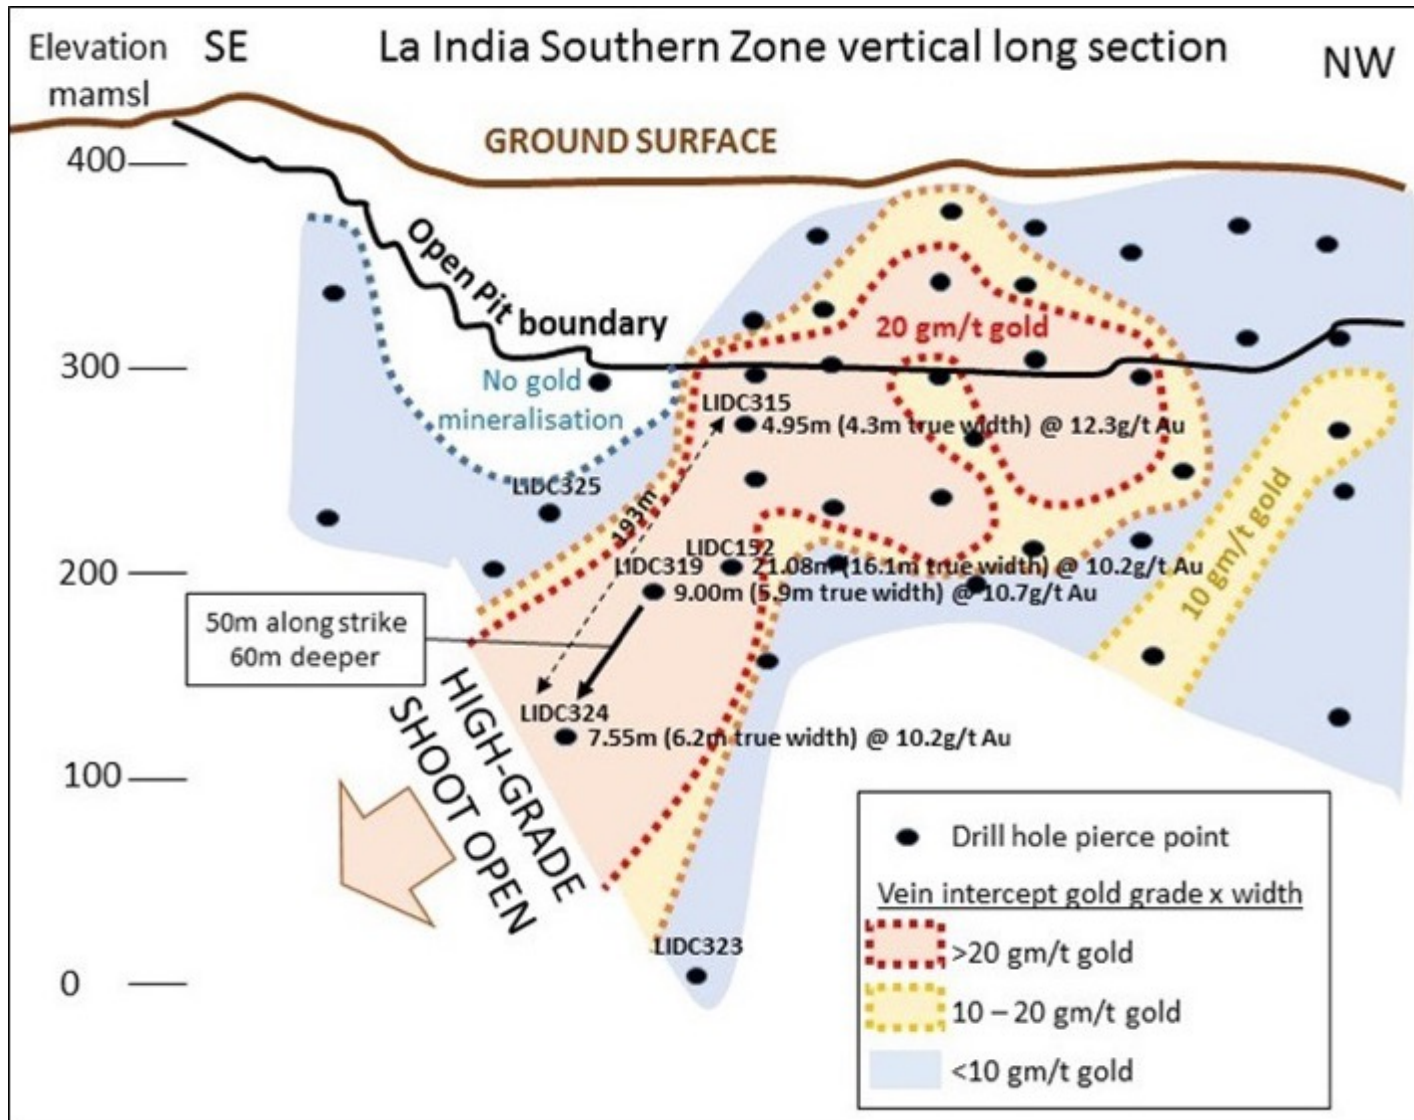 Elevation
mamsl
SE
La India Southern Zone vertical long section
NW
GROUND SURFACE
400
Open Pit boundary
20 gm/t gold
300
No gold
mineralisation
LIDC315
4.95m (4.3m true width) @ 12.3g/t Au
LIDC325
193m
10 gm/t gold
LIDC152
21.08m (16.1m true width) @ 10.2g/t Au
200
LIDC319
9.00m (5.9m true width) @ 10.7g/t Au
50m along strike
60m deeper
HIGH-GRADE
SHOOT OPEN
LIDC324
7.55m (6.2m true width) @ 10.2g/t Au
100
LIDC323
0
Drill hole pierce point
Vein intercept gold grade x width
>20 gm/t gold
10 – 20 gm/t gold
<10 gm/t gold